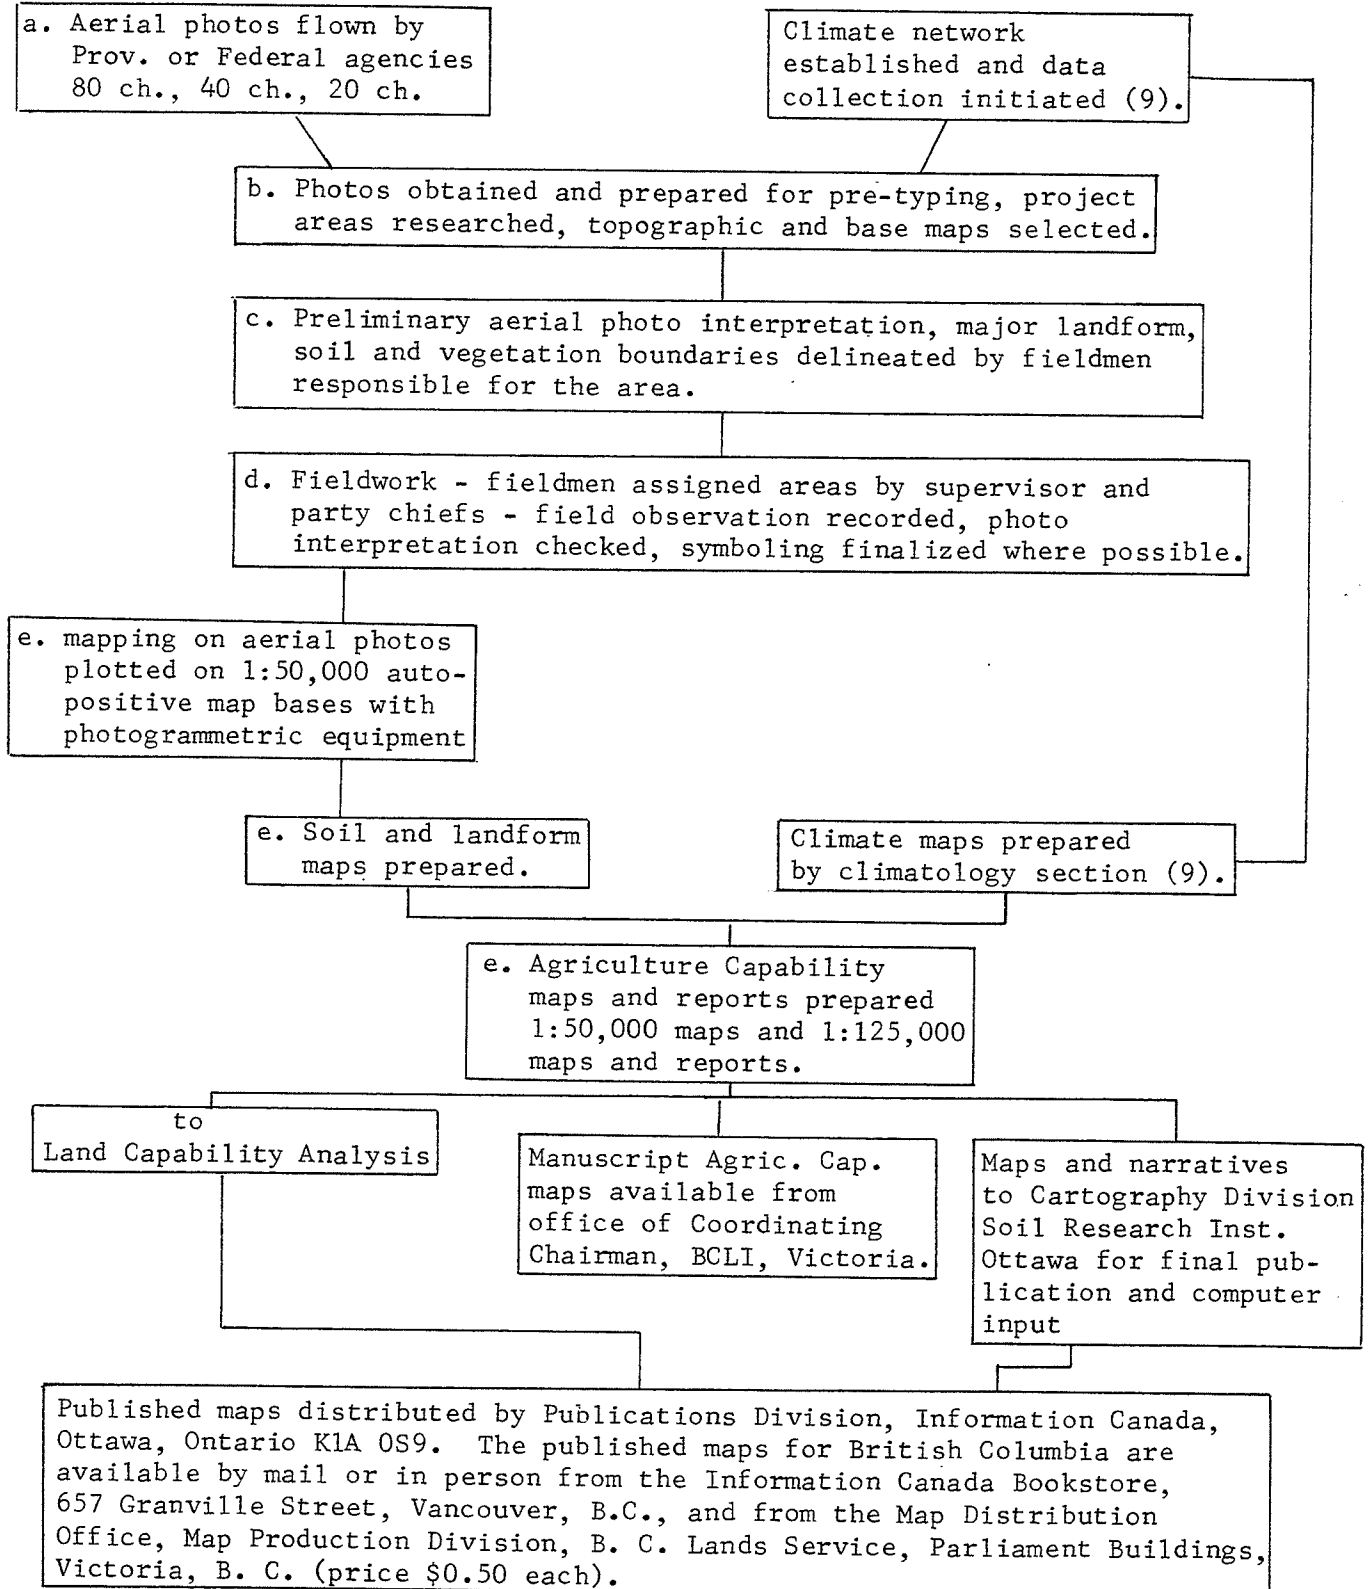 a. Aerial photos flown by
Prov. or Federal agencies
80 ch., 40 ch., 20 ch.
Climate network
established and data
collection initiated (9).
b. Photos obtained and prepared for pre-typing, project
areas researched, topographic and base maps selected.
c. Preliminary aerial photo interpretation, major landform,
soil and vegetation boundaries delineated by fieldmen
responsible for the area.
d. Fieldwork - fieldmen assigned areas by supervisor and
party chiefs - field observation recorded, photo
interpretation checked, symboling finalized where possible.
e. mapping on aerial photos
plotted on 1:50,000 auto-
positive map bases with
photogrammetric equipment
e. Soil and landform
maps prepared.
Climate maps prepared
by climatology section (9).
e. Agriculture Capability
maps and reports prepared
1:50,000 maps and 1:125,000
maps and reports.
to
Land Capability Analysis
Manuscript Agric. Cap.
maps available from
office of Coordinating
Chairman, BCLI, Victoria.
Maps and narratives
to Cartography Division
Soil Research Inst.
Ottawa for final pub-
lication and computer
input
Published maps distributed by Publications Division, Information Canada,
Ottawa, Ontario K1A 0S9. The published maps for British Columbia are
available by mail or in person from the Information Canada Bookstore,
657 Granville Street, Vancouver, B.C., and from the Map Distribution
Office, Map Production Division, B. C. Lands Service, Parliament Buildings,
Victoria, B. C. (price $0.50 each).